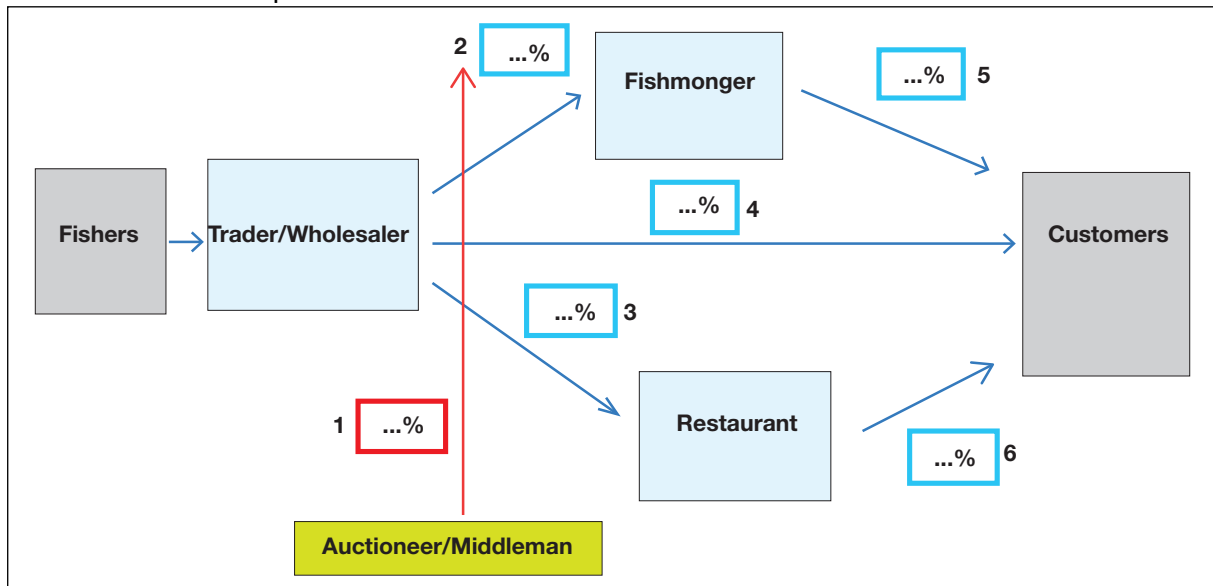 2 ...%
Fishmonger
...% 5
...% 4
Fishers
Trader/Wholesaler
Customers
...% 3
1 ...%
Restaurant
...% 6
Auctioneer/Middleman